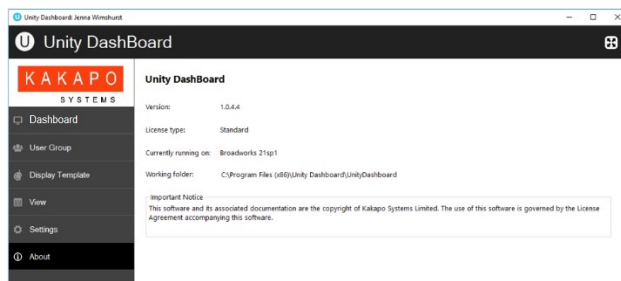 Unity Dashboard: Jenna Wimshurst
Unity DashBoard
KAKAPO
SYSTEMS
Dashboard
User Group
Display Template
View
Settings
About
Unity DashBoard
Version: 1.0.4.4
License type: Standard
Currently running on: Broadworks 21sp1
Working folder: C:\Program Files (x86)\Unity Dashboard\UnityDashboard
Important Notice
This software and its associated documentation are the copyright of Kakapo Systems Limited. The use of this software is governed by the License
Agreement accompanying this software.